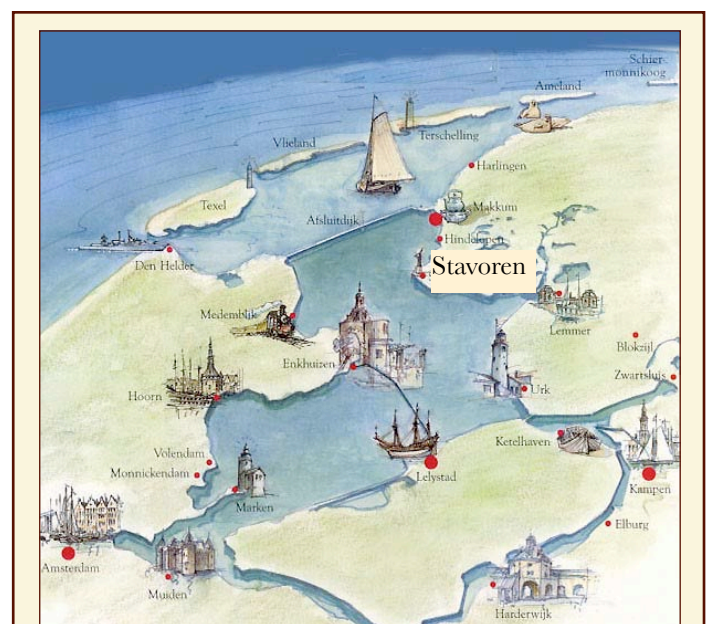 Schier
monnikoog
Ameland
Terschelling
Vlieland
Harlingen
Texel
Makkum
Afsluitdijk
Hindelopen
Den Helder
Stavoren
Medemblik
Lemmer
Blokzijl
Enkhuizen
Zwartsluis
Urk
Hoorn
Ketelhaven
Volendam
Monnickendam
Lelystad
Kampen
Marken
Elburg
Amsterdam
Muiden
Harderwijk